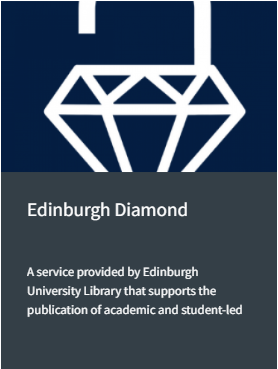 Edinburgh Diamond
A service provided by Edinburgh
University Library that supports the
publication of academic and student-led